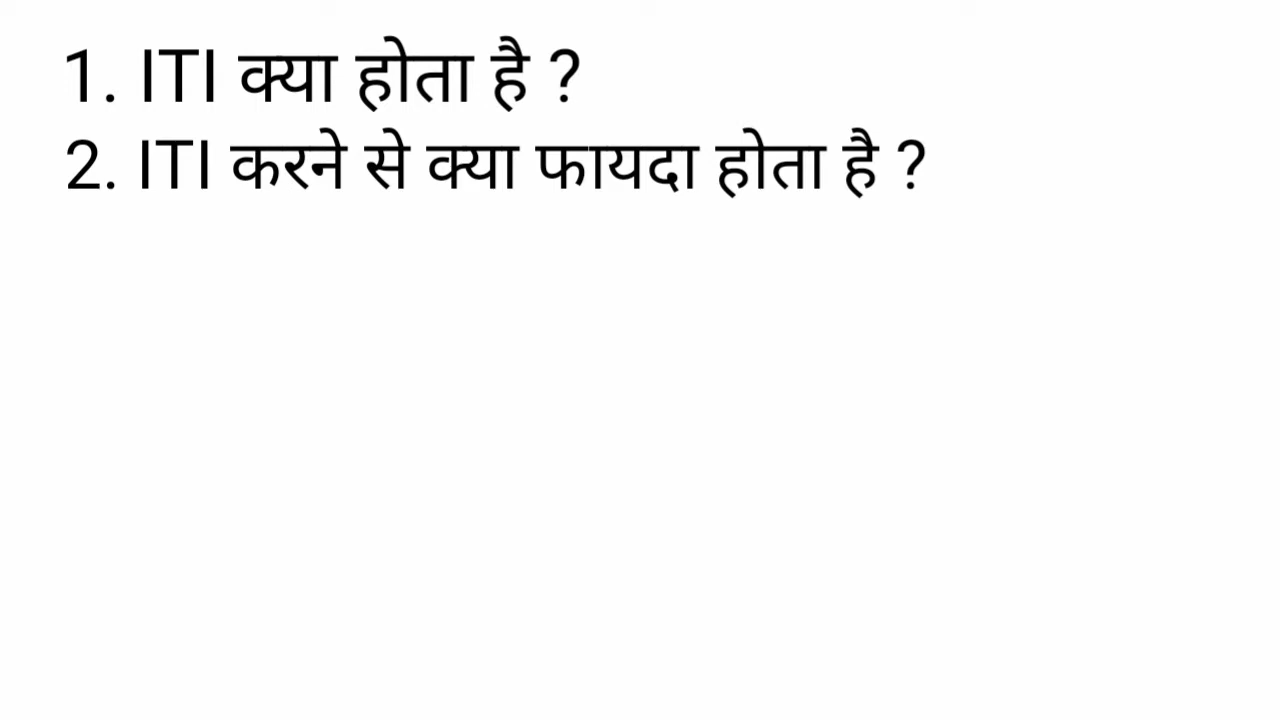 1. ITI क्या होता है ?
2. ITI करने से क्या फायदा होता है ?